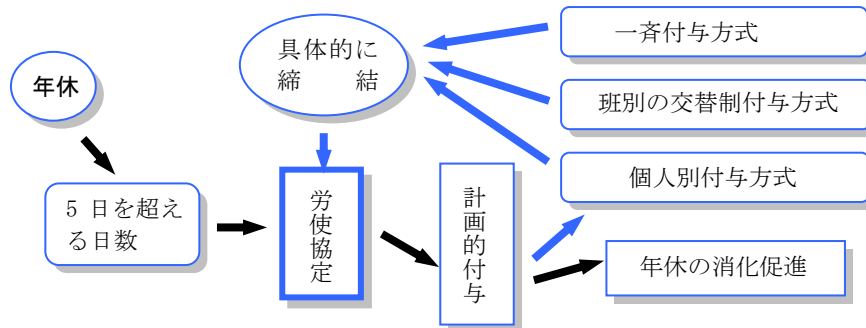 年休
5 日を超え
る日数
具体的に
締　　結
労使協定
計画的付与
一斉付与方式
班別の交替制付与方式
個人別付与方式
年休の消化促進